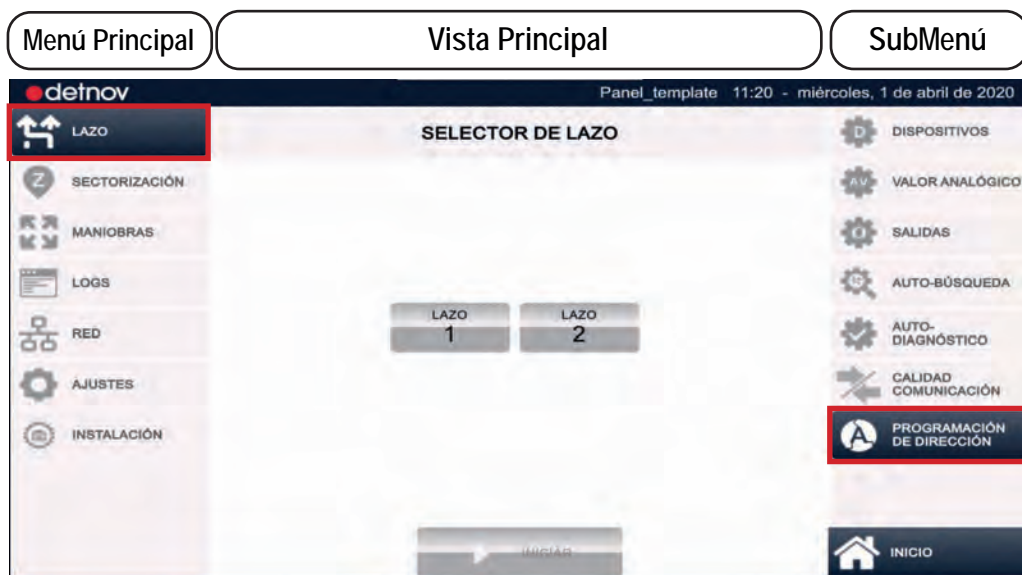 Menú Principal
Vista Principal
SubMenú
detnov
Panel_template 11:20 - miércoles, 1 de abril de 2020
LAZO
SECTORIZACIÓN
MANIOBRAS
LOGS
RED
AJUSTES
INSTALACIÓN
SELECTOR DE LAZO
LAZO
1
LAZO
2
INICIAR
D
DISPOSITIVOS
AV
VALOR ANALÓGICO
SALIDAS
AUTO-BÚSQUEDA
AUTO-
DIAGNÓSTICO
CALIDAD
COMUNICACIÓN
A
PROGRAMACIÓN
DE DIRECCIÓN
INICIO
Z